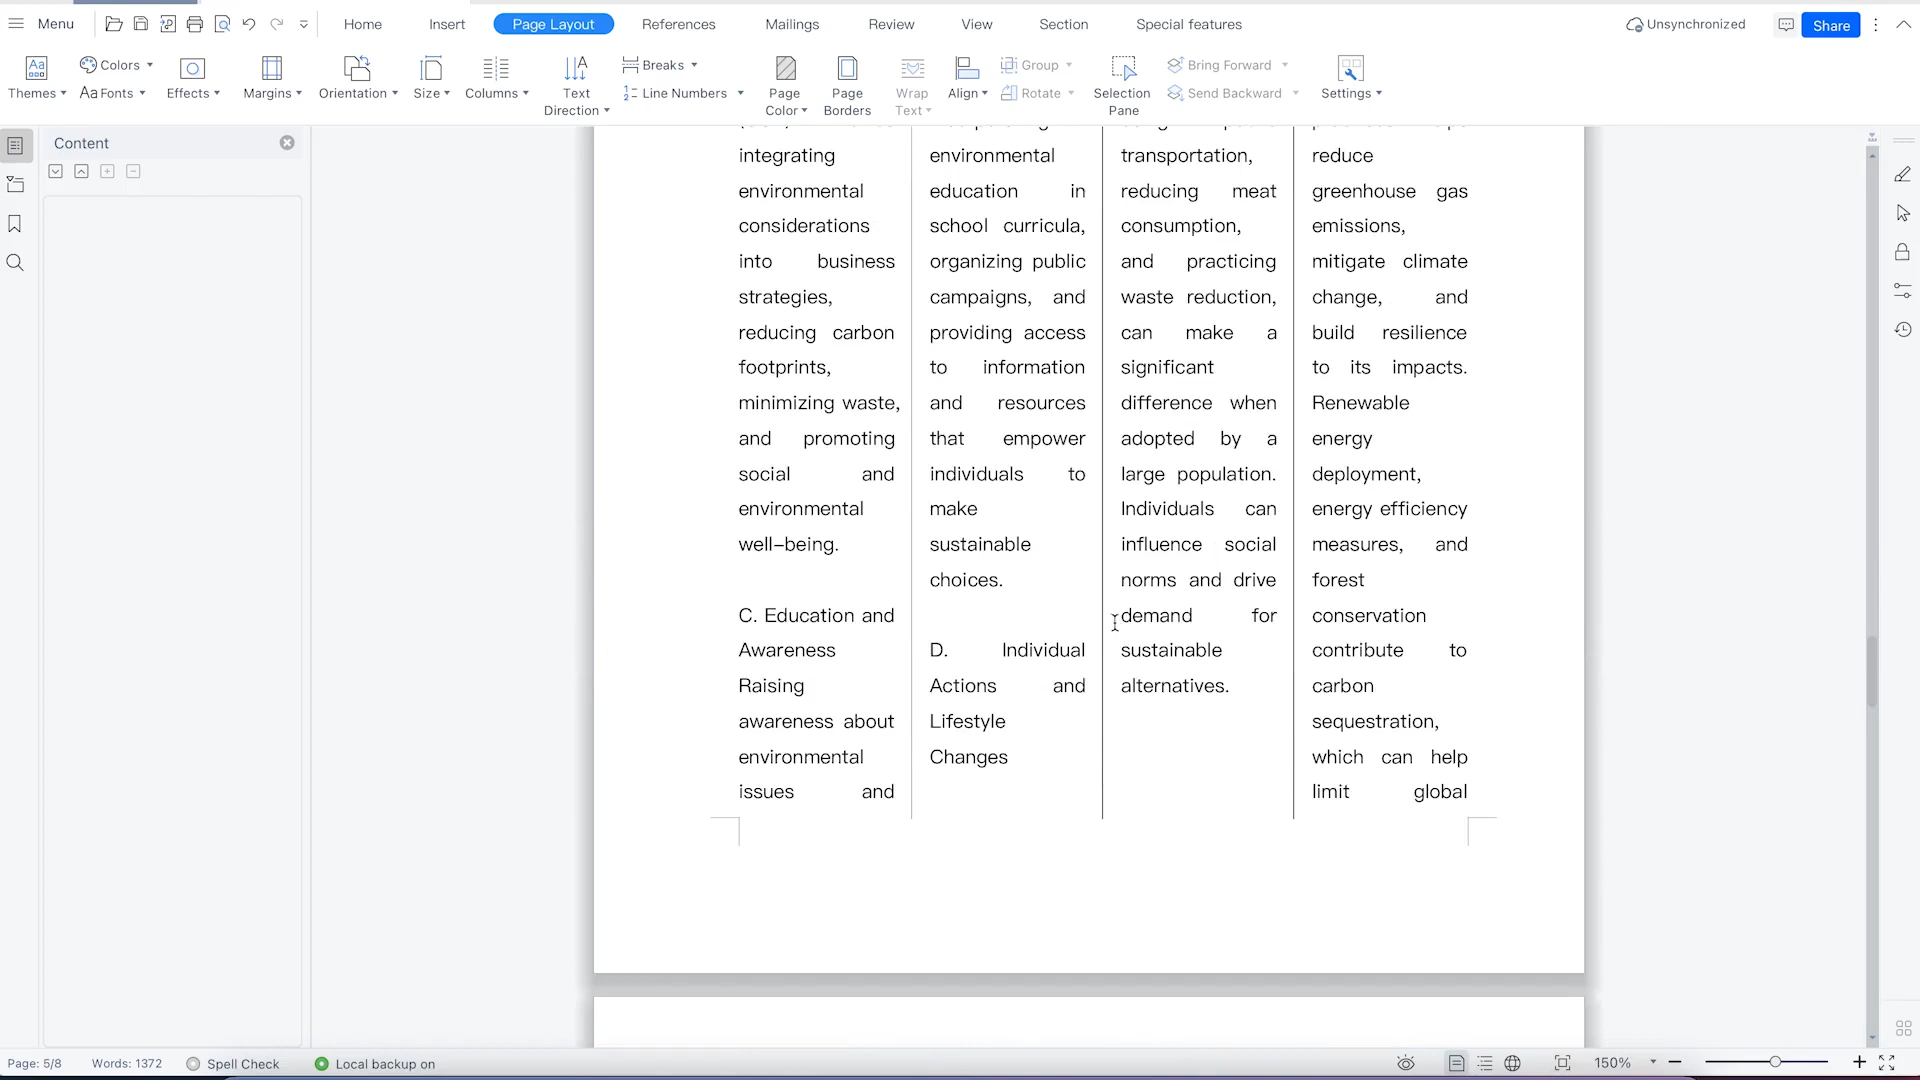 Menu
Home
Insert
Page Layout
References
Mailings
Review
View
Section
Special features
Unsynchronized
Share
Themes
Colors
Aa Fonts
Effects
Margins
Orientation
Size
Columns
Text
Direction
Breaks
Line Numbers
Page
Color
Page
Borders
Wrap
Text
Align
Group
Rotate
Selection
Pane
Bring Forward
Send Backward
Settings
Content
integrating
environmental
considerations
into business
strategies,
reducing carbon
footprints,
minimizing waste,
and promoting
social and
environmental
well-being.
C. Education and
Awareness
Raising
awareness about
environmental
issues and
environmental
education in
school curricula,
organizing public
campaigns, and
providing access
to information
and resources
that empower
individuals to
make
sustainable
choices.
D. Individual
Actions and
Lifestyle
Changes
transportation,
reducing meat
consumption,
and practicing
waste reduction,
can make a
significant
difference when
adopted by a
large population.
Individuals can
influence social
norms and drive
demand for
sustainable
alternatives.
reduce
greenhouse gas
emissions,
mitigate climate
change, and
build resilience
to its impacts.
Renewable
energy
deployment,
energy efficiency
measures, and
forest
conservation
contribute to
carbon
sequestration,
which can help
limit global
Page: 5/8
Words: 1372
Spell Check
Local backup on
150%